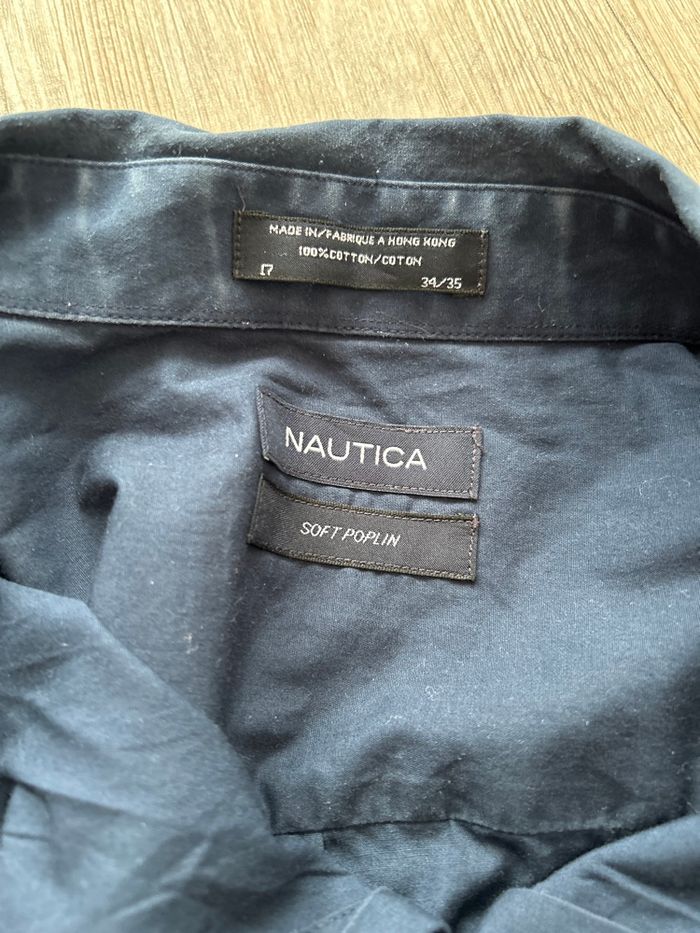 MADE IN/FABRIQUE A HONG KONG
100%COTTON/COTON
17 34/35
NAUTICA
SOFT POPLIN